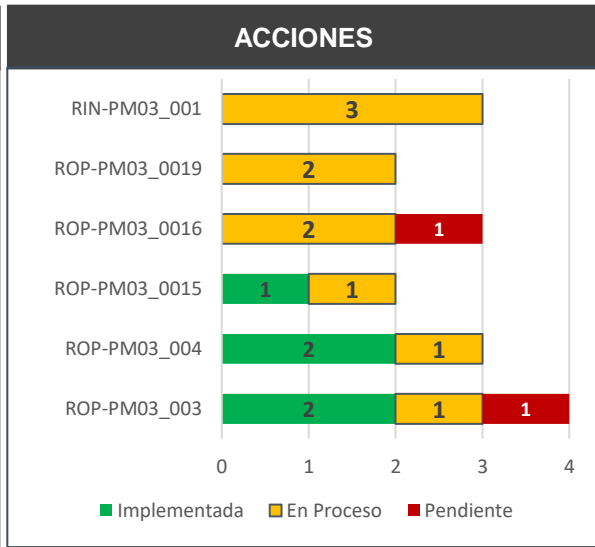 ACCIONES
RIN-PM03_001 3
ROP-PM03_0019 2
ROP-PM03_0016 2 1
ROP-PM03_0015 1 1
ROP-PM03_004 2 1
ROP-PM03_003 2 1 1
0 1 2 3 4
Implementada En Proceso Pendiente